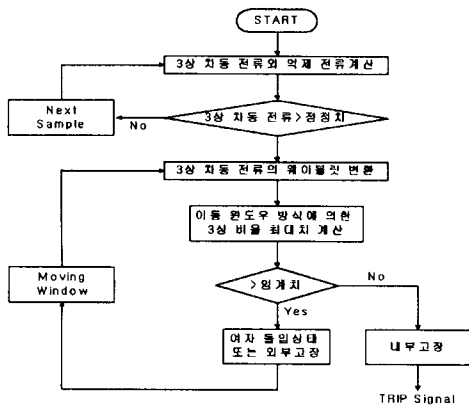 START
3상 차동 전류와 억제 전류계산
Next
Sample
No
3상 차동 전류>정정치
3상 차동 전류의 웨이블릿 변환
이동 윈도우 방식에 의한
3상 비율 최대치 계산
Moving
Window
>임계치
No
Yes
여자 돌입상태
또는 외부고장
내부고장
TRIP Signal